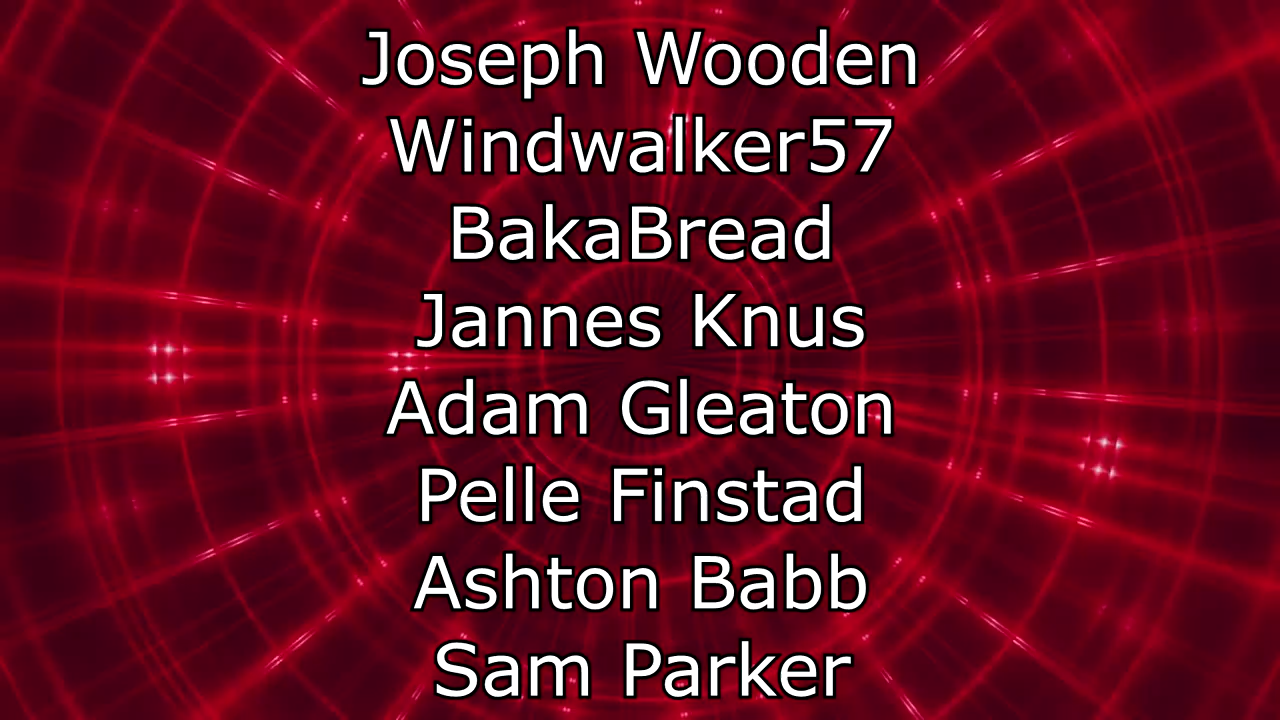 Joseph Wooden
Windwalker57
BakaBread
Jannes Knus
Adam Gleaton
Pelle Finstad
Ashton Babb
Sam Parker